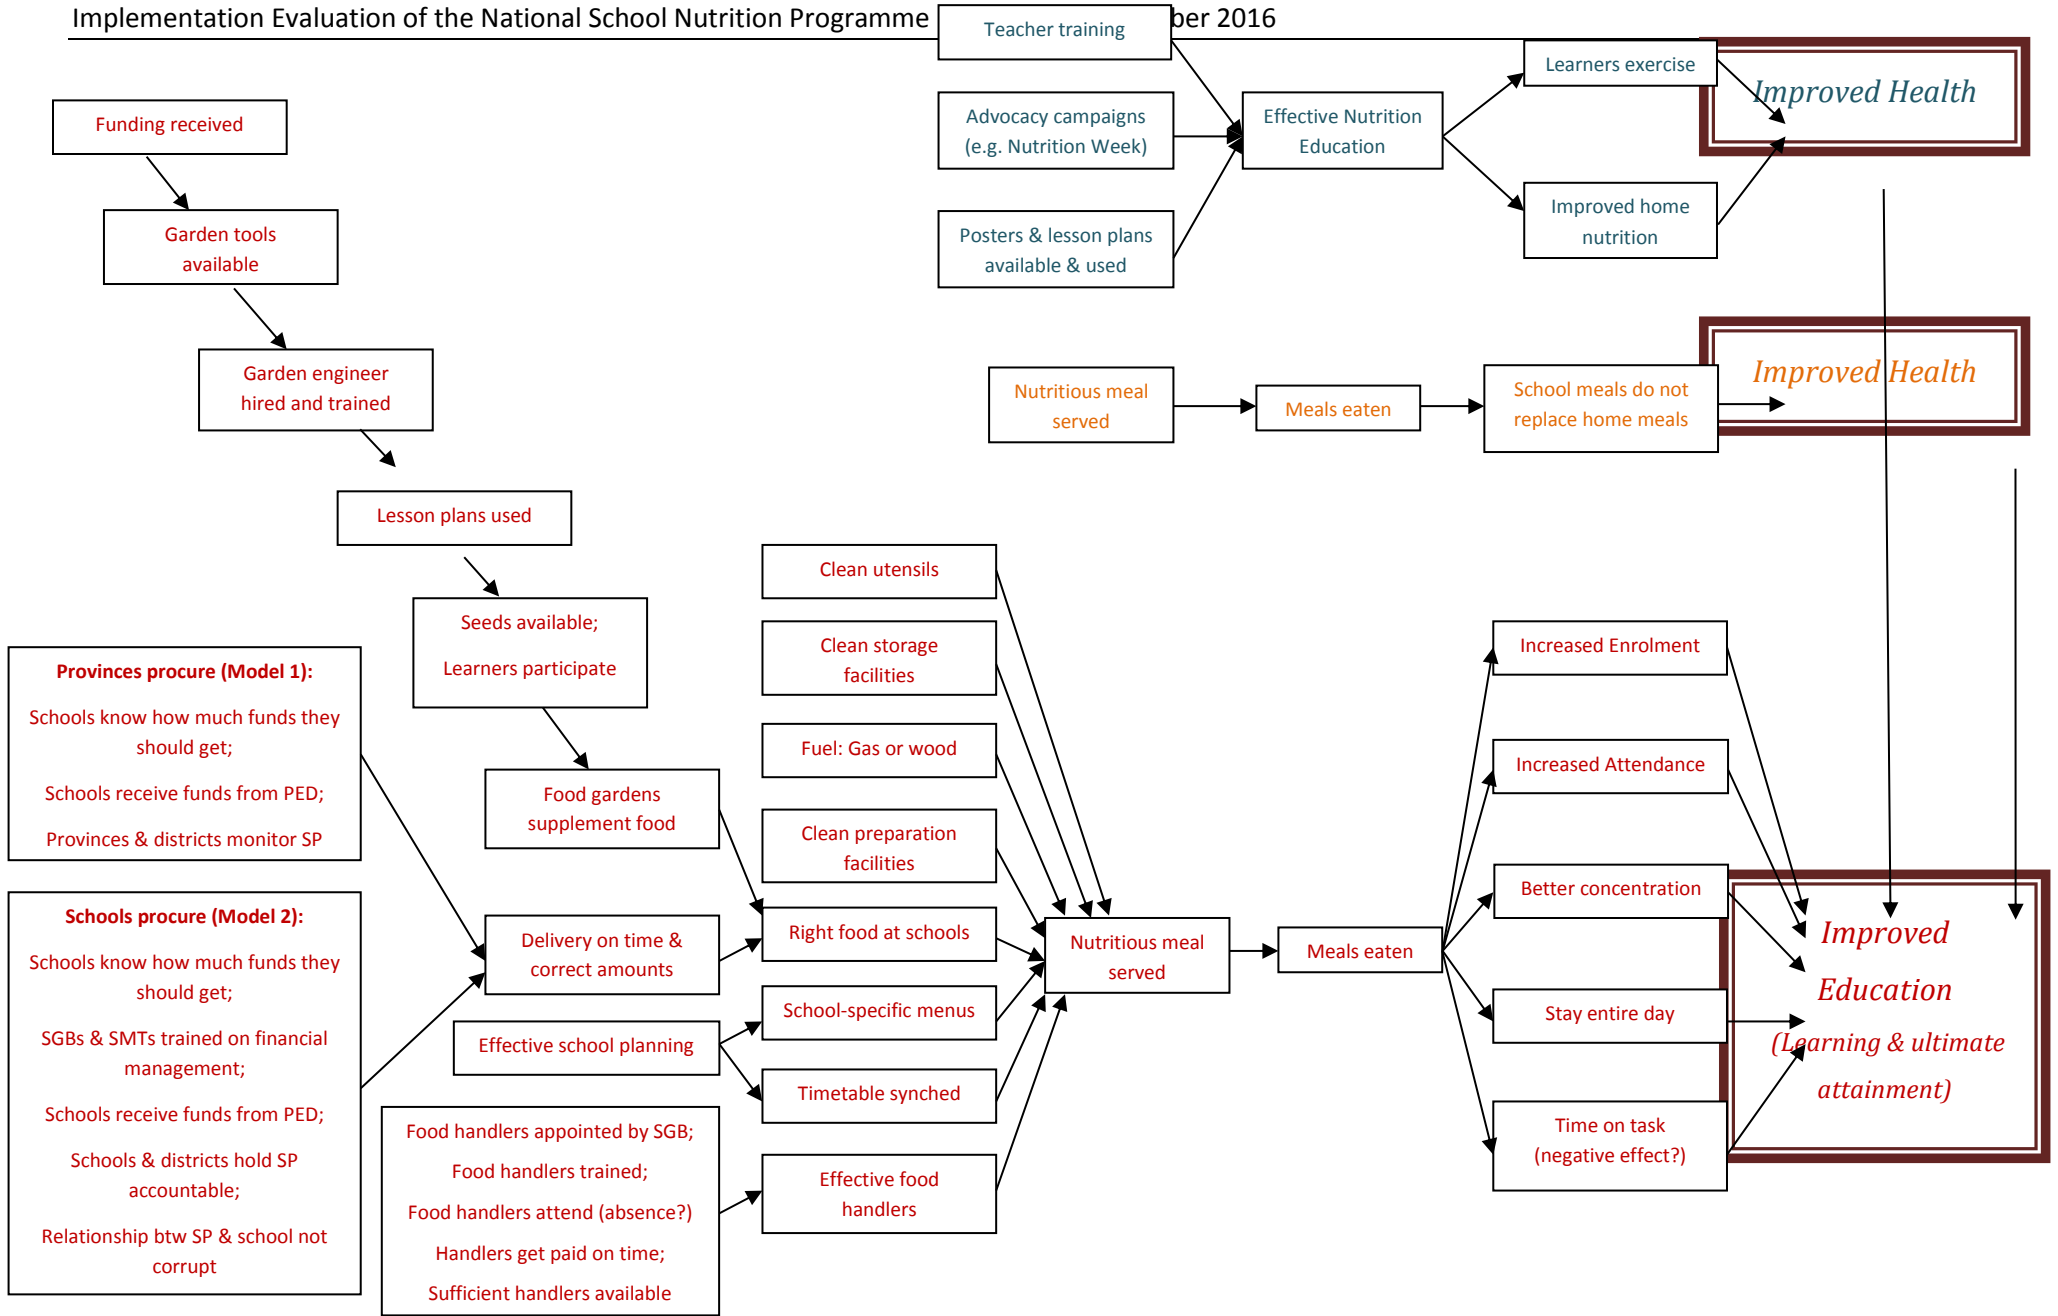 Implementation Evaluation of the National School Nutrition Programme
ber 2016
Teacher training
Advocacy campaigns
(e.g. Nutrition Week)
Posters & lesson plans
available & used
Effective Nutrition
Education
Learners exercise
Improved home
nutrition
Improved Health
Funding received
Garden tools
available
Garden engineer
hired and trained
Lesson plans used
Seeds available;
Learners participate
Food gardens
supplement food
Nutritious meal
served
Meals eaten
School meals do not
replace home meals
Improved Health
Provinces procure (Model 1):
Schools know how much funds they
should get;
Schools receive funds from PED;
Provinces & districts monitor SP
Schools procure (Model 2):
Schools know how much funds they
should get;
SGBs & SMTs trained on financial
management;
Schools receive funds from PED;
Schools & districts hold SP
accountable;
Relationship btw SP & school not
corrupt
Delivery on time &
correct amounts
Effective school planning
Food handlers appointed by SGB;
Food handlers trained;
Food handlers attend (absence?)
Handlers get paid on time;
Sufficient handlers available
Clean utensils
Clean storage
facilities
Fuel: Gas or wood
Clean preparation
facilities
Right food at schools
School-specific menus
Timetable synched
Effective food
handlers
Nutritious meal
served
Meals eaten
Increased Enrolment
Increased Attendance
Better concentration
Stay entire day
Time on task
(negative effect?)
Improved
Education
(Learning & ultimate
attainment)